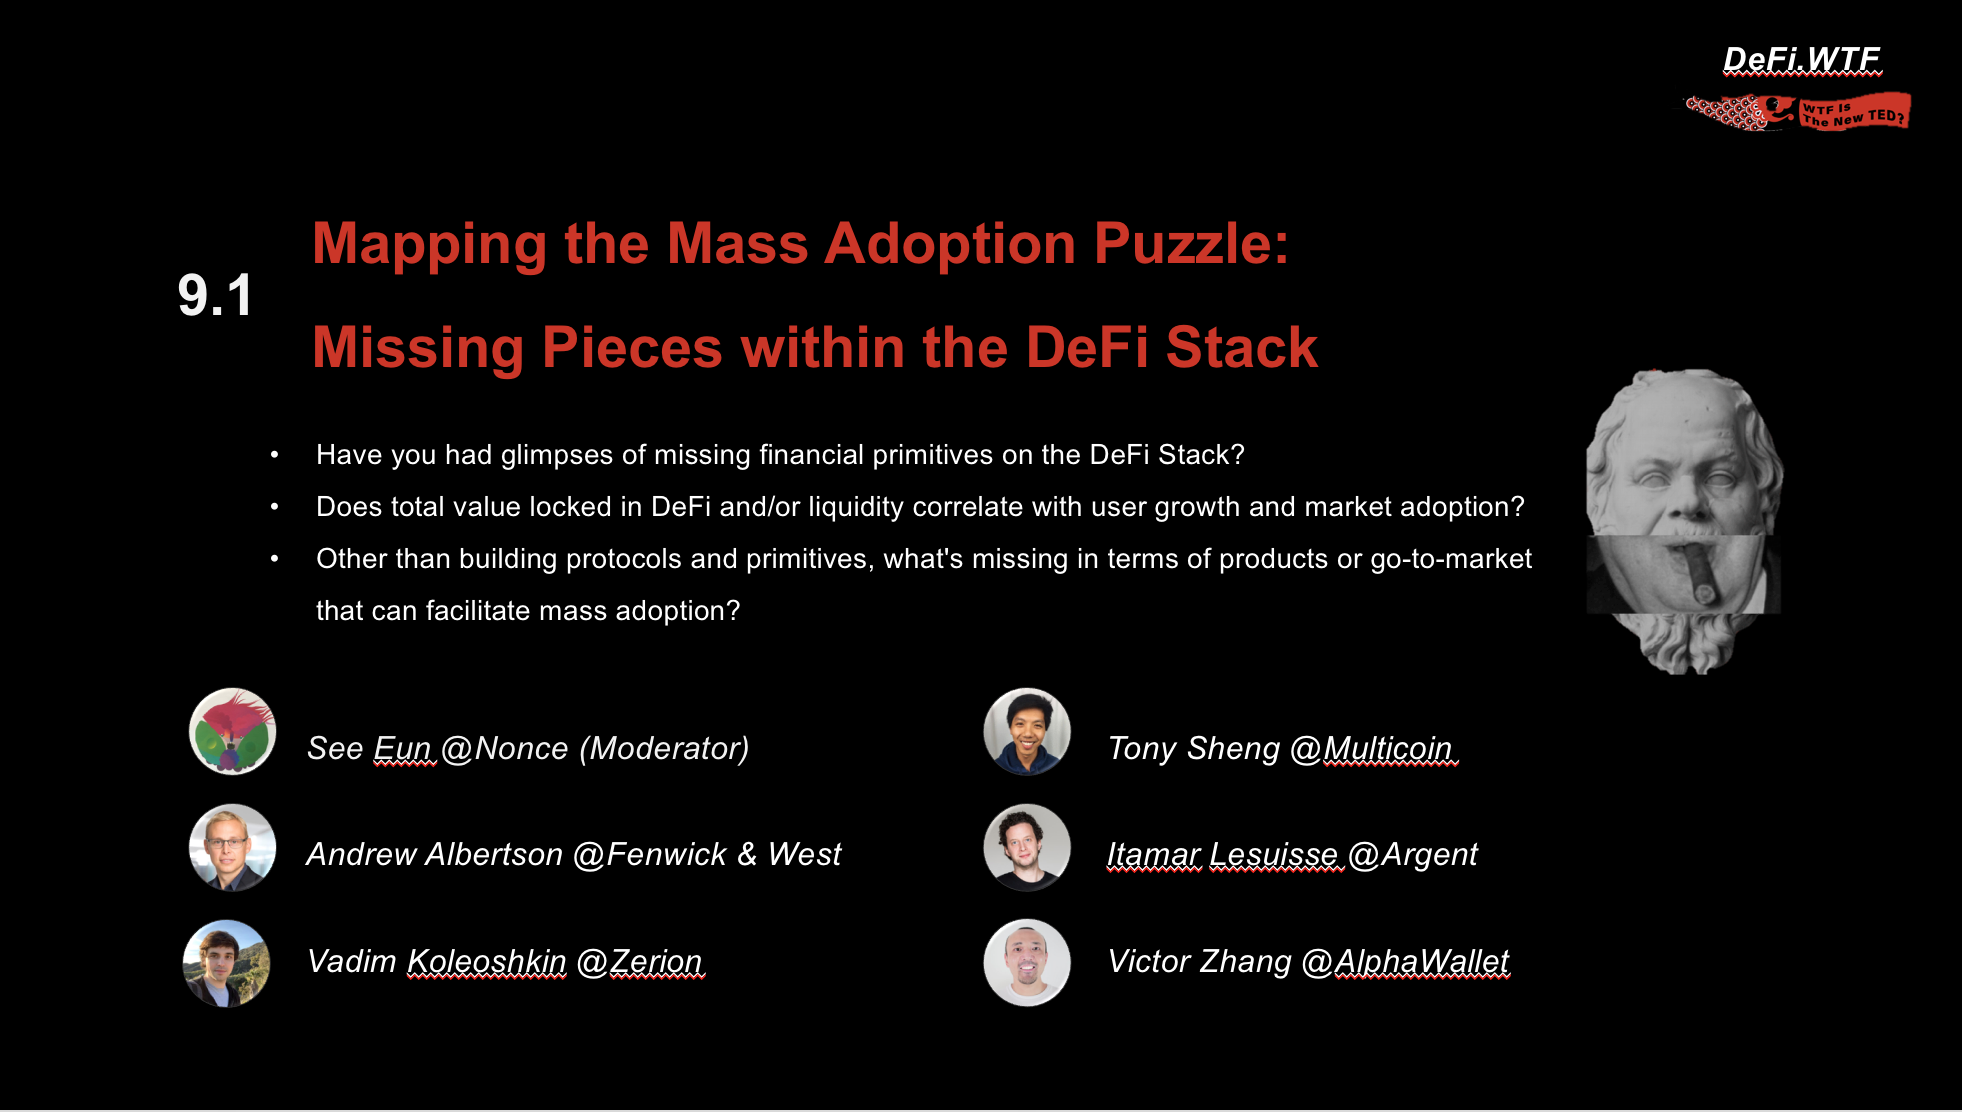 DeFi.WTF
WTF Is
The New TED?
Mapping the Mass Adoption Puzzle:
9.1
Missing Pieces within the DeFi Stack
• Have you had glimpses of missing financial primitives on the DeFi Stack?
• Does total value locked in DeFi and/or liquidity correlate with user growth and market adoption?
• Other than building protocols and primitives, what's missing in terms of products or go-to-market
that can facilitate mass adoption?
See Eun @Nonce (Moderator)
Tony Sheng @Multicoin
Andrew Albertson @Fenwick & West
Itamar Lesuisse @Argent
Vadim Koleoshkin @Zerion
Victor Zhang @AlphaWallet